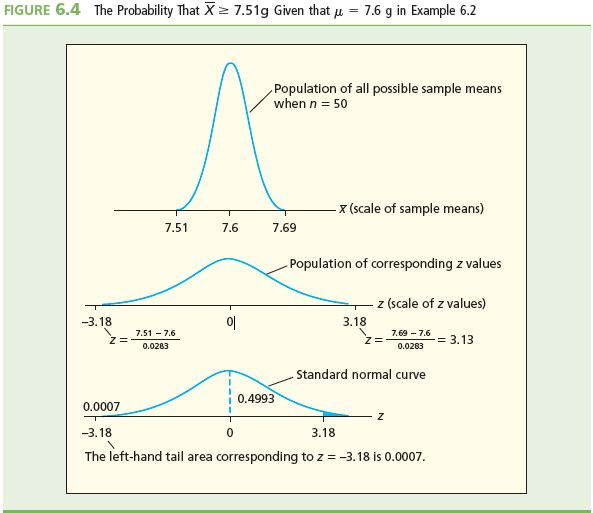 FIGURE 6.4 The Probability That X̅ ≥ 7.51g Given that μ = 7.6 g in Example 6.2
Population of all possible sample means
when n = 50
x̅ (scale of sample means)
7.51 7.6 7.69
Population of corresponding z values
z (scale of z values)
–3.18 0 3.18
z = 7.51 – 7.6 / 0.0283
z = 7.69 – 7.6 / 0.0283 = 3.13
Standard normal curve
0.4993
0.0007
z
–3.18 0 3.18
The left-hand tail area corresponding to z = –3.18 is 0.0007.